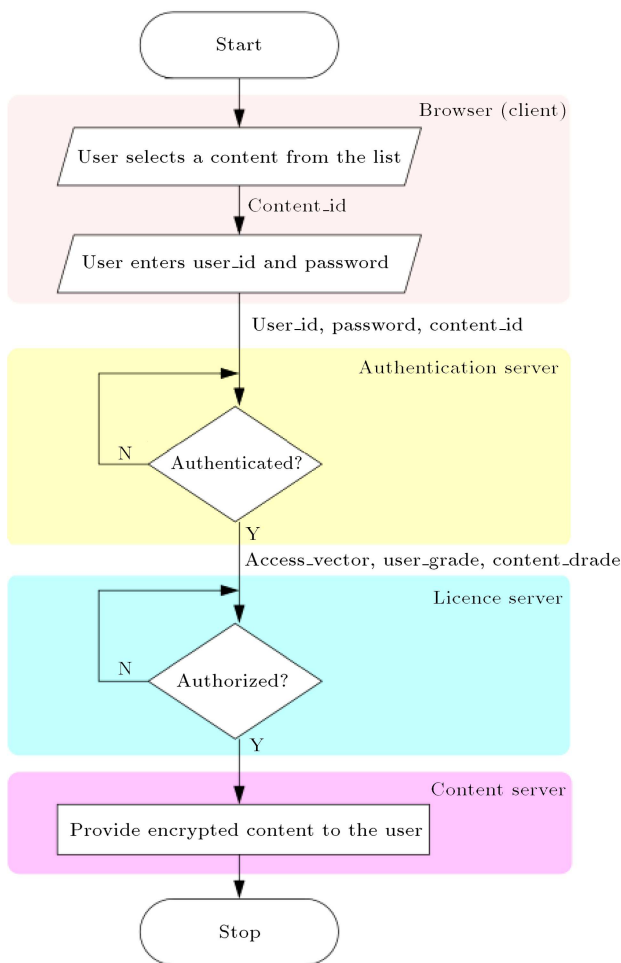 Start
Browser (client)
User selects a content from the list
Content_id
User enters user_id and password
User_id, password, content_id
Authentication server
N
Authenticated?
Y
Access_vector, user_grade, content_drade
Licence server
N
Authorized?
Y
Content server
Provide encrypted content to the user
Stop